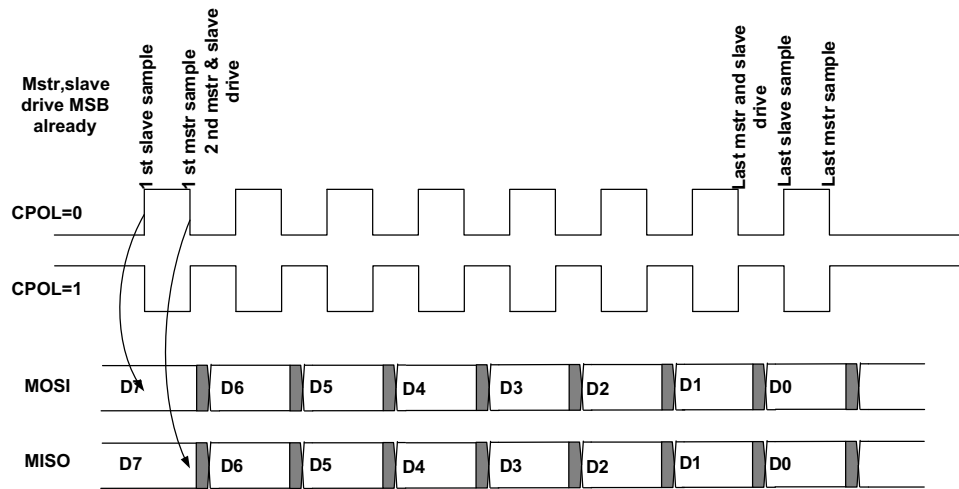 Mstr,slave
drive MSB
already
1 st slave sample
1 st mstr sample
2 nd mstr & slave
drive
Last mstr and slave
drive
Last slave sample
Last mstr sample
CPOL=0
CPOL=1
MOSI
D7
D6
D5
D4
D3
D2
D1
D0
MISO
D7
D6
D5
D4
D3
D2
D1
D0